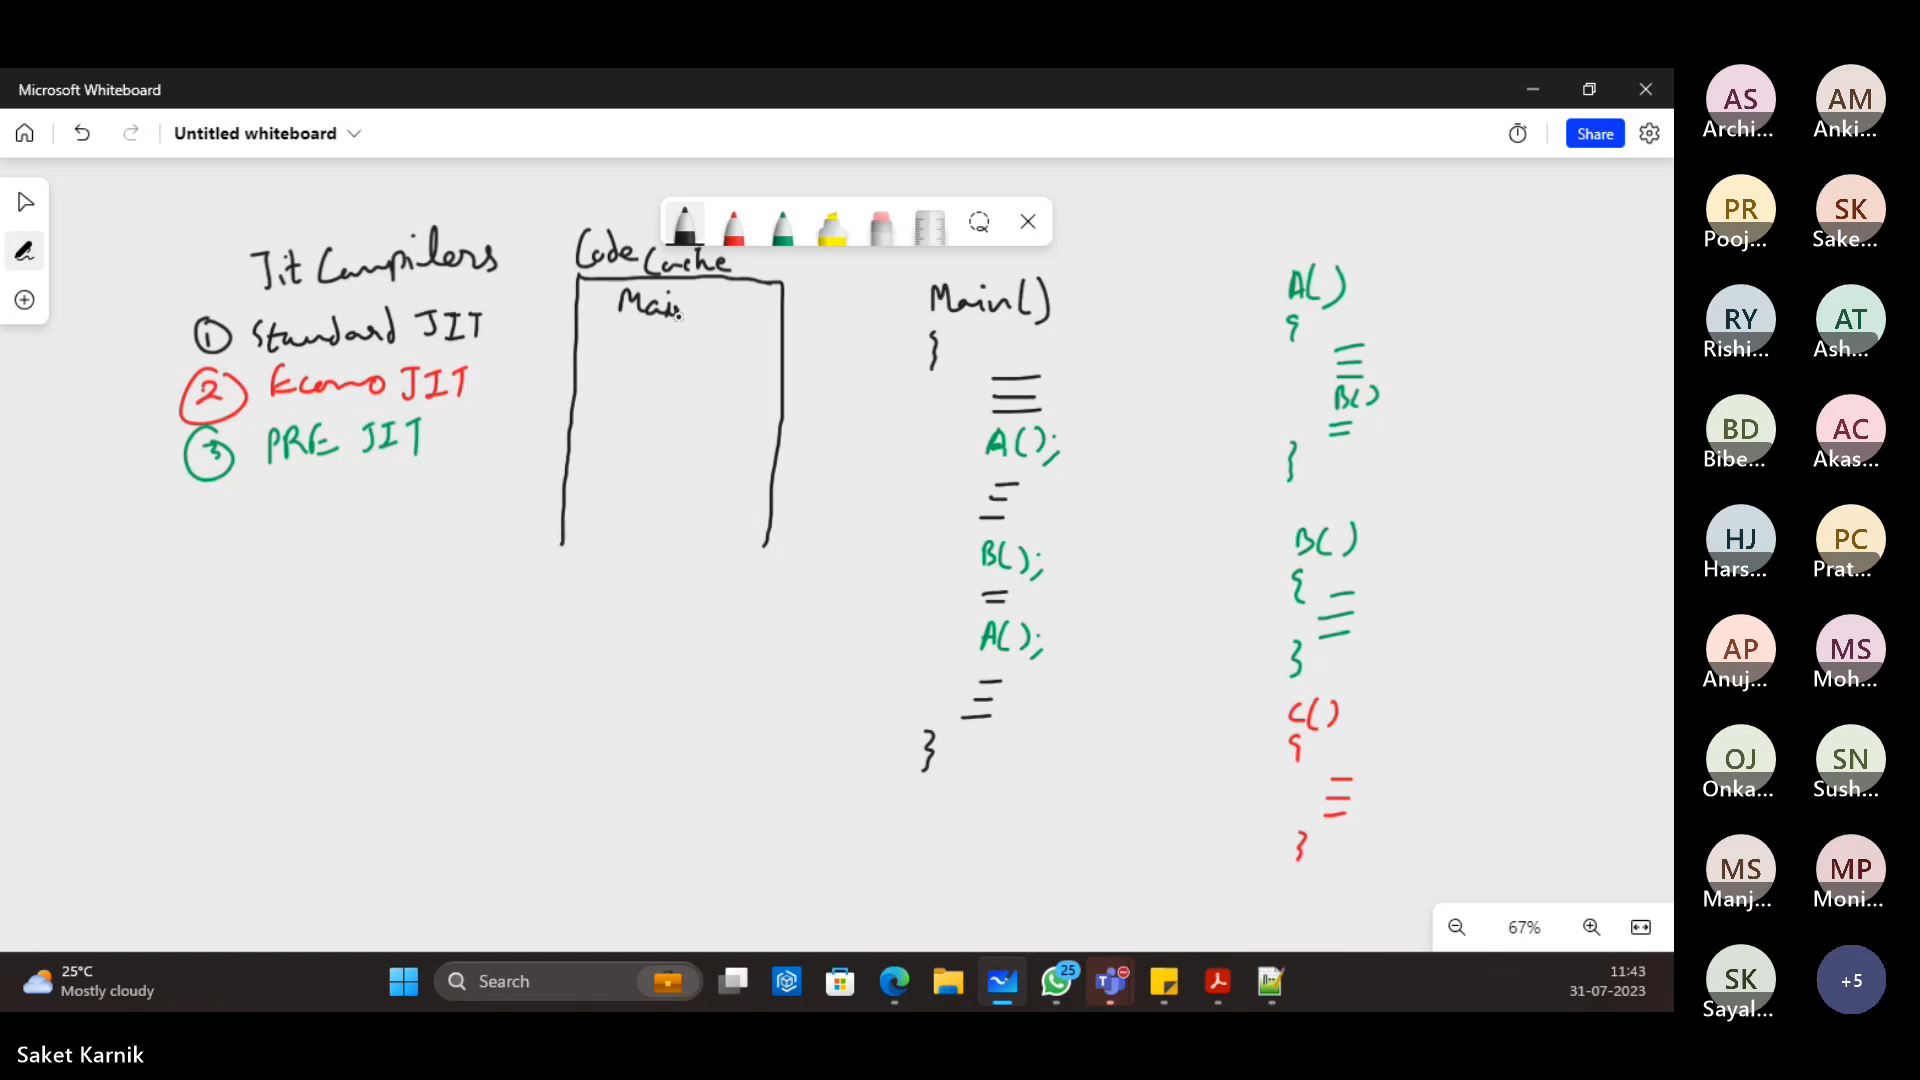 Microsoft Whiteboard
Untitled whiteboard
Share
Jit Compilers
① Standard JIT
② Econo JIT
③ PRE JIT
Code Cache
Main
Main()
{
A();
B();
A();
}
A()
{
B()
}
B()
{
}
C()
{
}
67%
25°C
Mostly cloudy
Search
25
11:43
31-07-2023
Saket Karnik
AS
Archi...
AM
Anki...
PR
Pooj...
SK
Sake...
RY
Rishi...
AT
Ash...
BD
Bibe...
AC
Akas...
HJ
Hars...
PC
Prat...
AP
Anuj...
MS
Moh...
OJ
Onka...
SN
Sush...
MS
Manj...
MP
Moni...
SK
Sayal...
+5